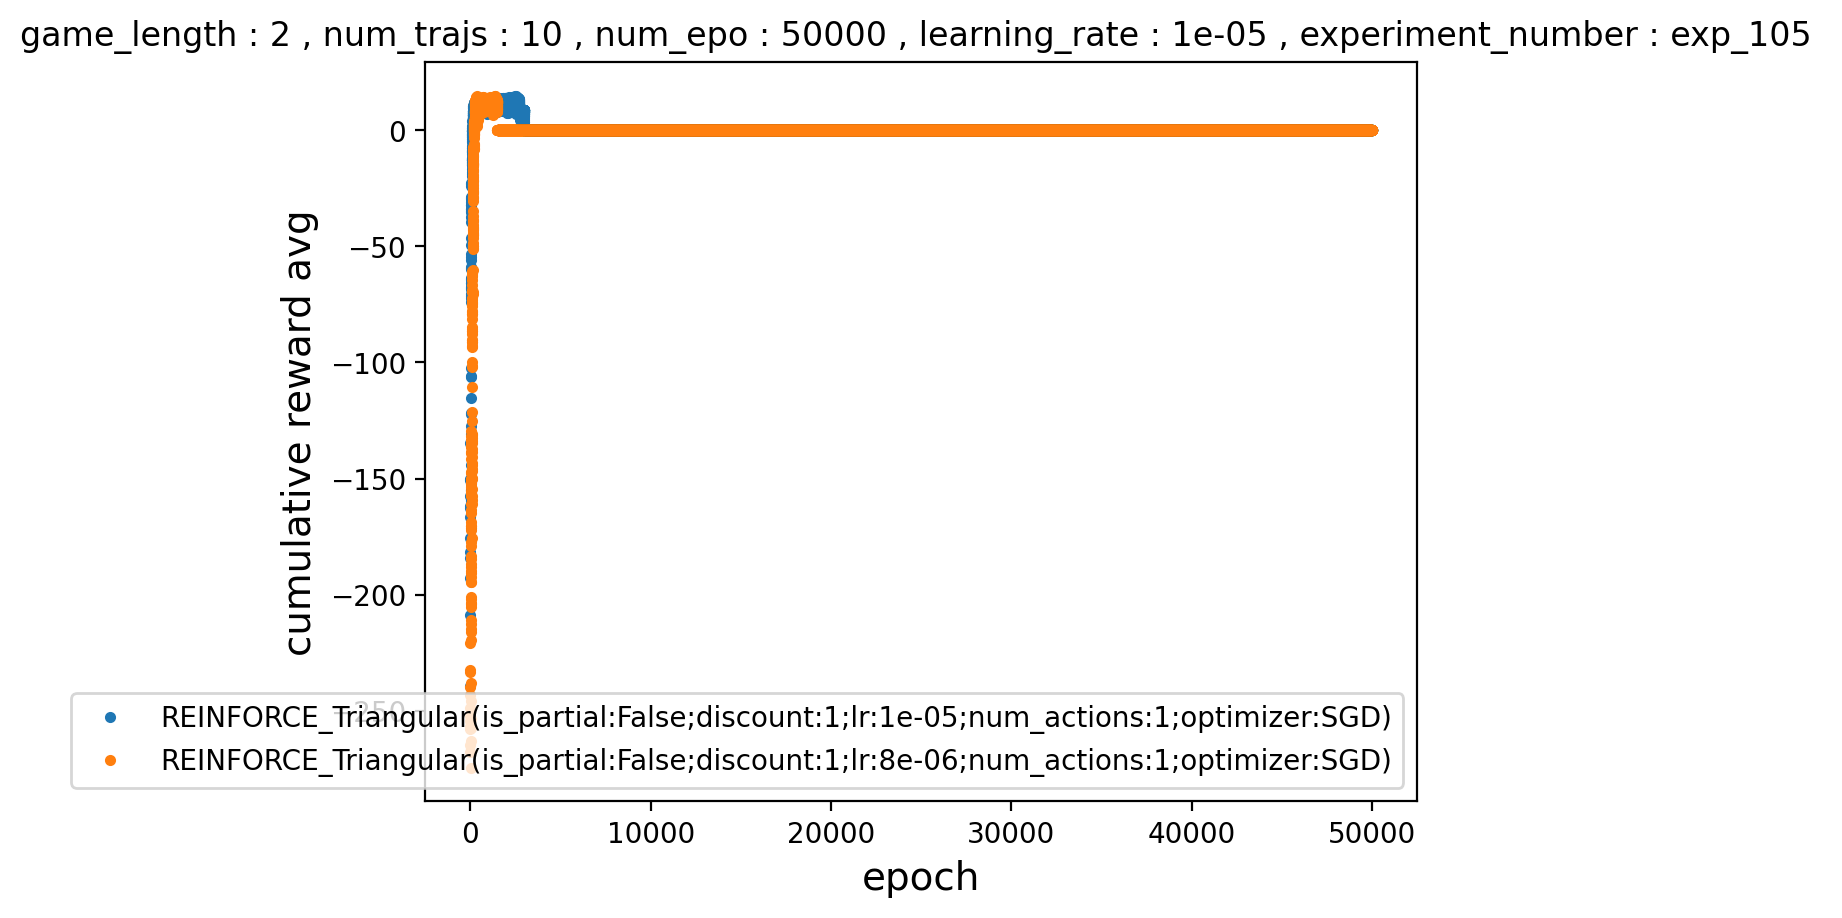 game_length : 2 , num_trajs : 10 , num_epo : 50000 , learning_rate : 1e-05 , experiment_number : exp_105
cumulative reward avg
0
−50
−100
−150
−200
−250
REINFORCE_Triangular(is_partial:False;discount:1;lr:1e-05;num_actions:1;optimizer:SGD)
REINFORCE_Triangular(is_partial:False;discount:1;lr:8e-06;num_actions:1;optimizer:SGD)
0 10000 20000 30000 40000 50000
epoch